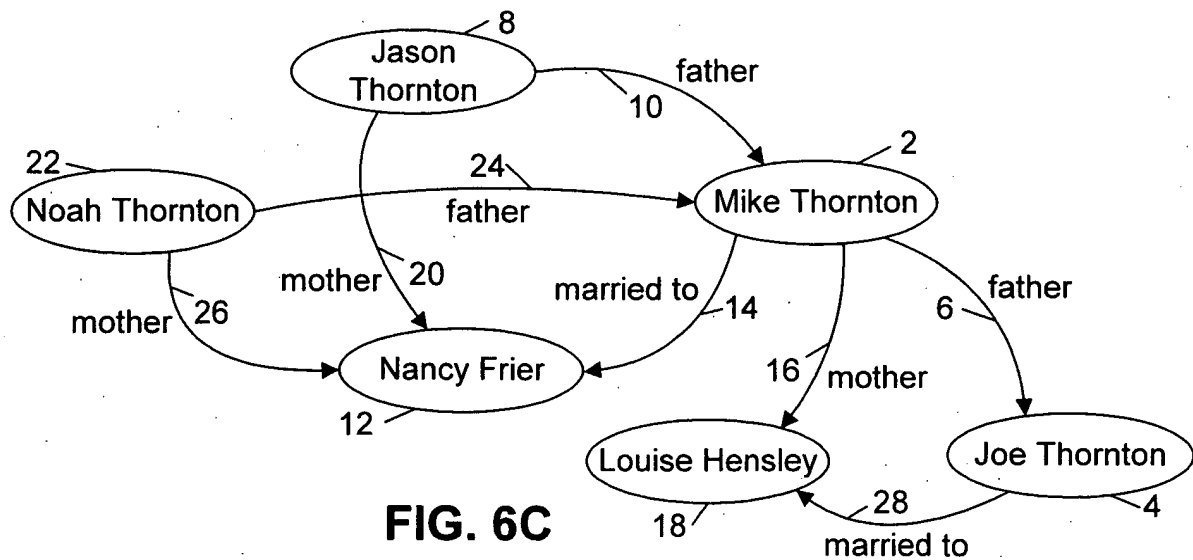 8
Jason
Thornton
father
10
22
24
2
Noah Thornton
father
Mike Thornton
mother
20
married to
14
father
6
26
mother
16
mother
Nancy Frier
12
Louise Hensley
Joe Thornton
18
28
4
married to
FIG. 6C